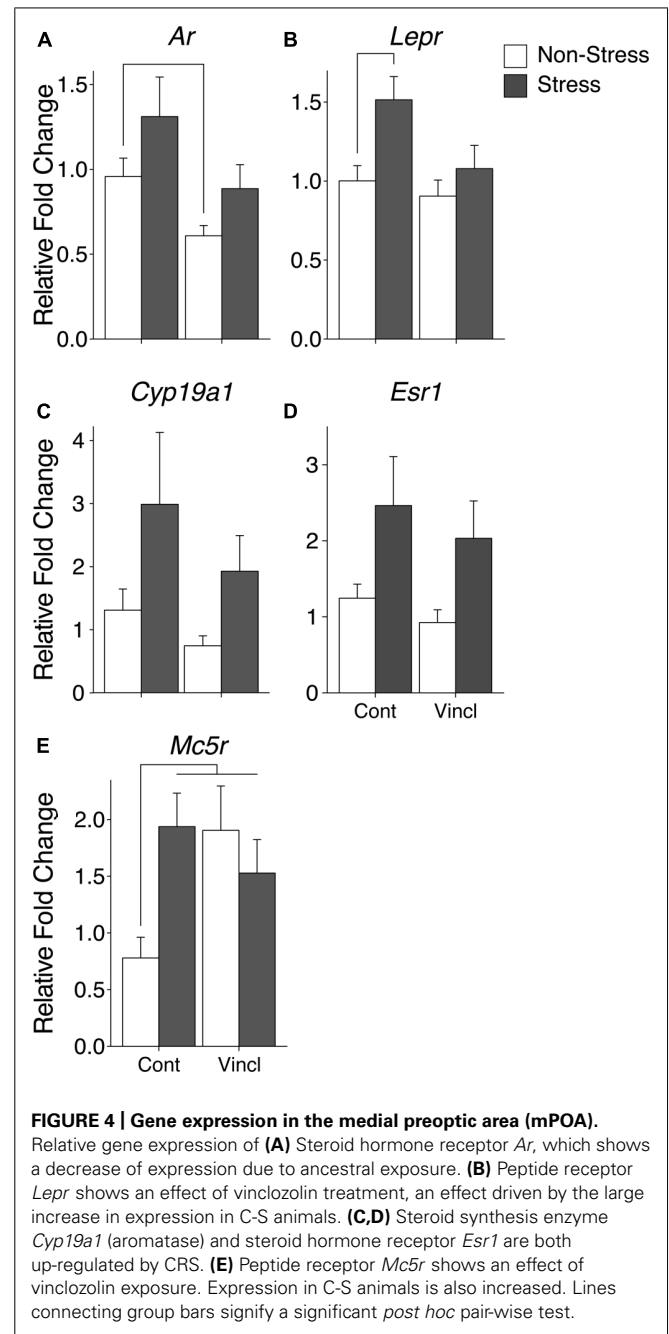 A
Ar
B
Lepr
Non-Stress
Stress
Relative Fold Change
1.5
1.0
0.5
0.0
1.5
1.0
0.5
0.0
C
Cyp19a1
D
Esr1
Relative Fold Change
4
3
2
1
0
3
2
1
0
Cont Vincl
E
Mc5r
Relative Fold Change
2.0
1.5
1.0
0.5
0.0
Cont Vincl
FIGURE 4 | Gene expression in the medial preoptic area (mPOA).
Relative gene expression of (A) Steroid hormone receptor Ar, which shows
a decrease of expression due to ancestral exposure. (B) Peptide receptor
Lepr shows an effect of vinclozolin treatment, an effect driven by the large
increase in expression in C-S animals. (C,D) Steroid synthesis enzyme
Cyp19a1 (aromatase) and steroid hormone receptor Esr1 are both
up-regulated by CRS. (E) Peptide receptor Mc5r shows an effect of
vinclozolin exposure. Expression in C-S animals is also increased. Lines
connecting group bars signify a significant post hoc pair-wise test.